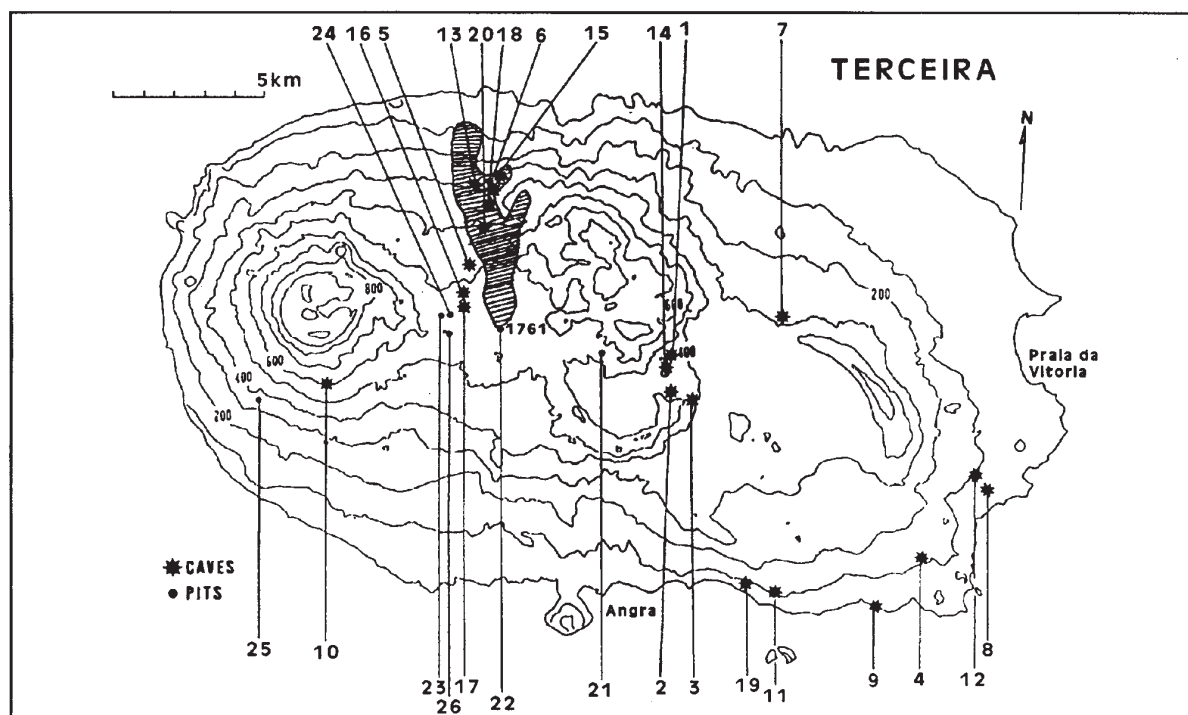 24 16 5 13 20 18 6 15 14 1 7
TERCEIRA
5km
N
800
600
400
200
1761
600
400
200
Praia da
Vitoria
CAVES
PITS
Angra
25 10 23 17 22 21 2 3 19 11 9 4 12 8
26